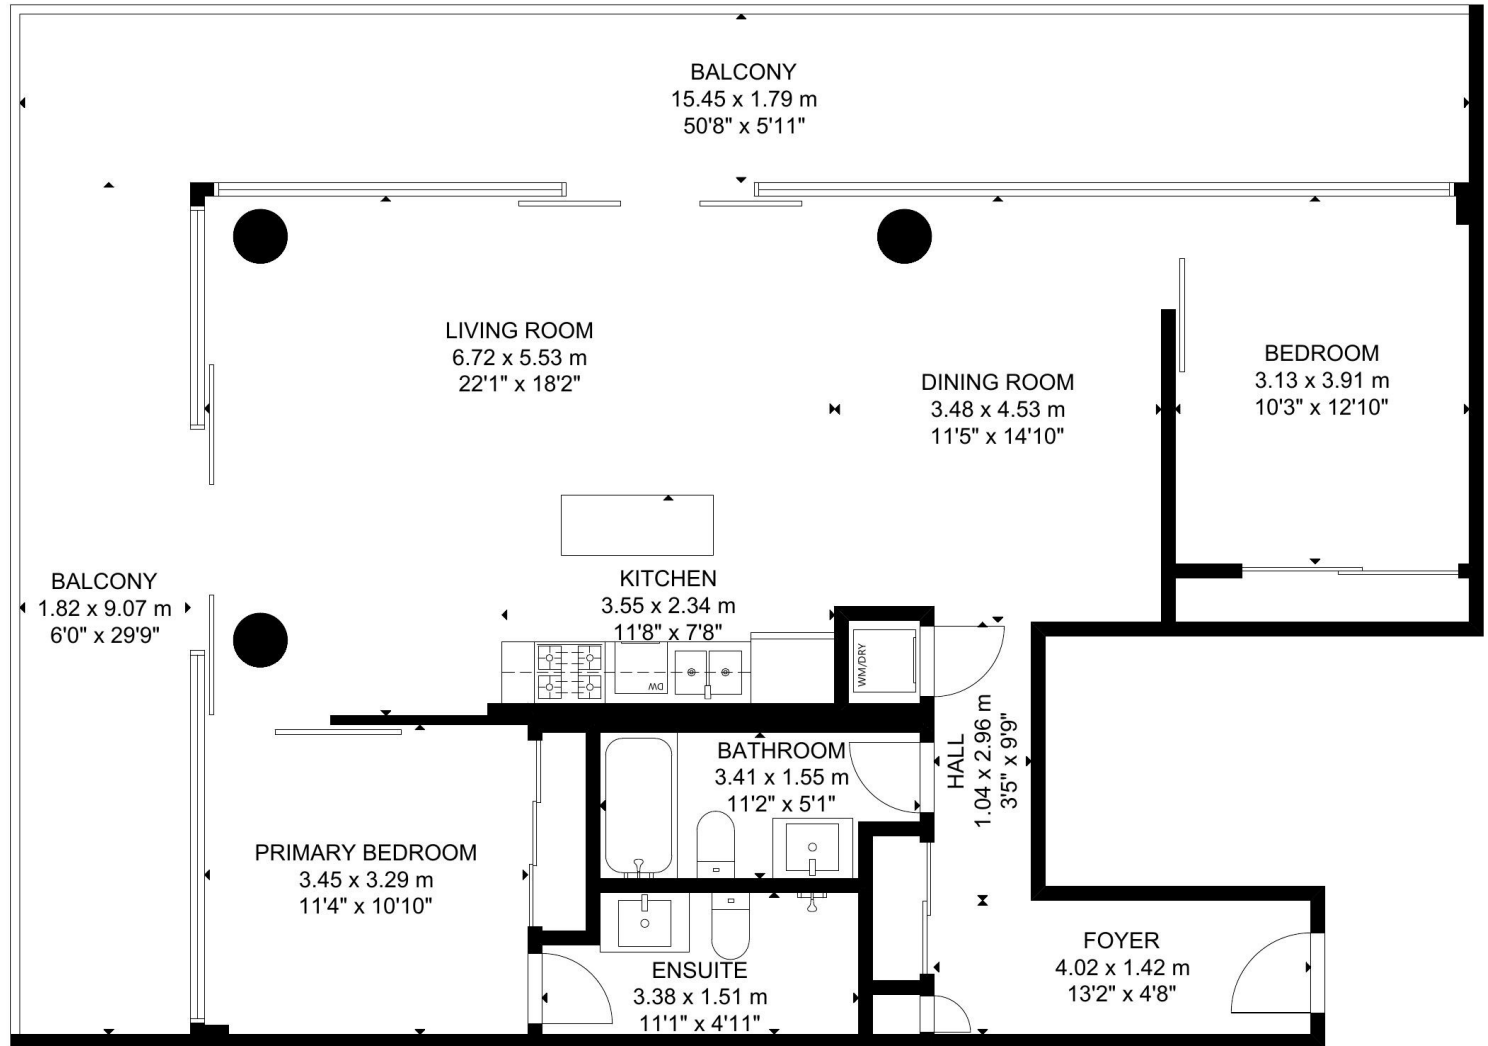 BALCONY
15.45 x 1.79 m
50'8" x 5'11"
LIVING ROOM
6.72 x 5.53 m
22'1" x 18'2"
DINING ROOM
3.48 x 4.53 m
11'5" x 14'10"
BEDROOM
3.13 x 3.91 m
10'3" x 12'10"
BALCONY
1.82 x 9.07 m
6'0" x 29'9"
KITCHEN
3.55 x 2.34 m
11'8" x 7'8"
DW
WM/DRY
HALL
1.04 x 2.96 m
3'5" x 9'9"
BATHROOM
3.41 x 1.55 m
11'2" x 5'1"
PRIMARY BEDROOM
3.45 x 3.29 m
11'4" x 10'10"
ENSUITE
3.38 x 1.51 m
11'1" x 4'11"
FOYER
4.02 x 1.42 m
13'2" x 4'8"